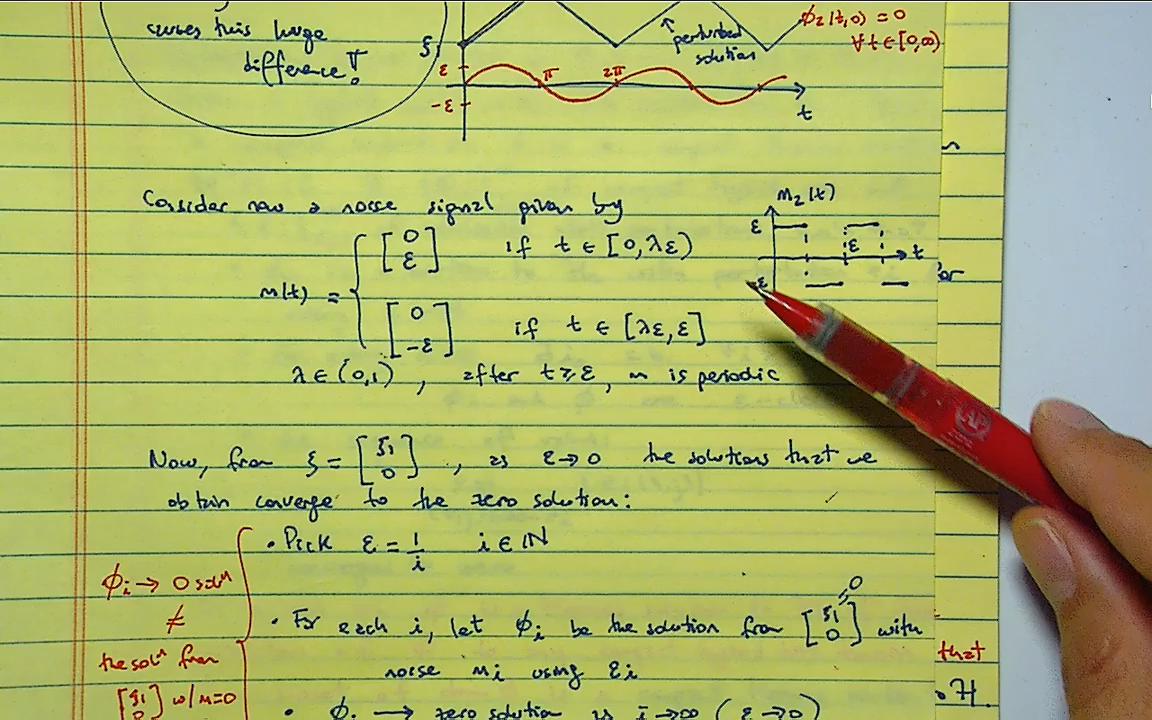 causes this huge
difference?
ξ₁
ε
-ε
π
2π
t
perturbed
solution
ϕ₂(t,0) = 0
∀ t ∈ [0,∞)
Consider now a noise signal given by
m(t) = { [0 ε] if t ∈ [0, λε)
[0 -ε] if t ∈ [λε, ε]
λ ∈ (0,1) , after t ≥ ε, m is periodic
m₂(t)
ε
ε
t
-ε
for
Now, from ξ = [ξ₁ 0] , as ε→0 the solutions that we
obtain converge to the zero solution:
• Pick ε = 1/i i ∈ ℕ
• For each i, let ϕᵢ be the solution from [ξ₁ 0] with
≠ 0
noise mᵢ using εᵢ
• ϕᵢ → zero solution as i→∞ (ε→0)
ϕᵢ → 0 solⁿ
≠
the solⁿ from
[ξ₁ 0] w/m=0
that
H.